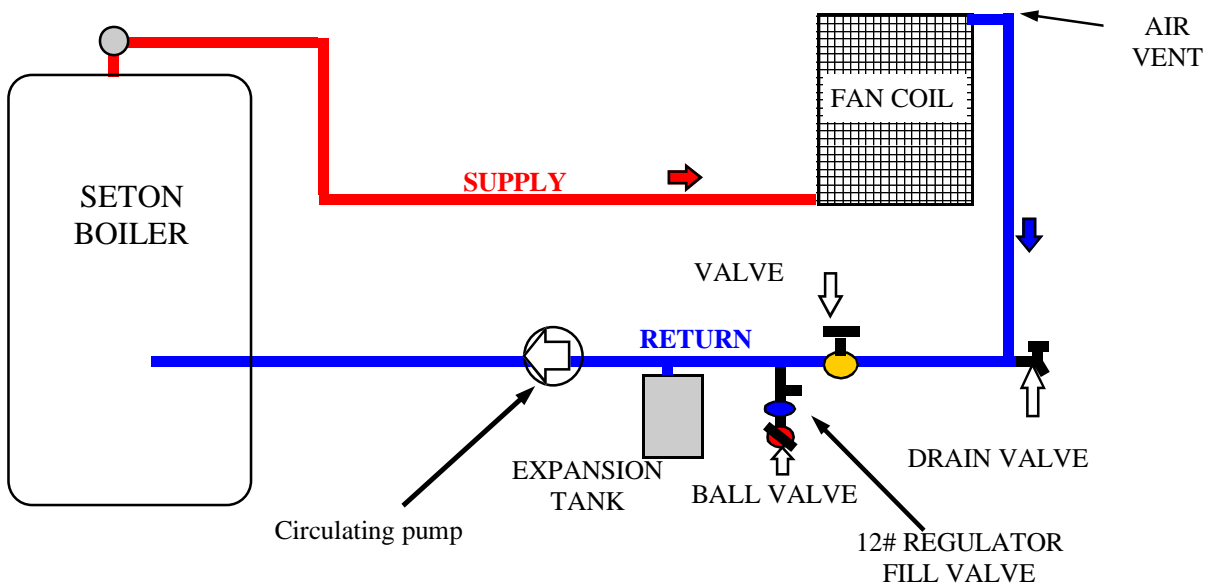 AIR
VENT
FAN COIL
SETON
BOILER
SUPPLY
VALVE
RETURN
EXPANSION
TANK
BALL VALVE
DRAIN VALVE
Circulating pump
12# REGULATOR
FILL VALVE